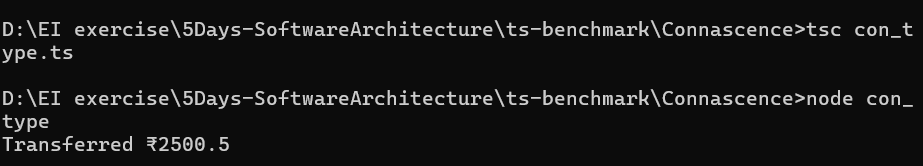 D:\EI exercise\5Days-SoftwareArchitecture\ts-benchmark\Connascence>tsc con_t
ype.ts
D:\EI exercise\5Days-SoftwareArchitecture\ts-benchmark\Connascence>node con_
type
Transferred ₹2500.5